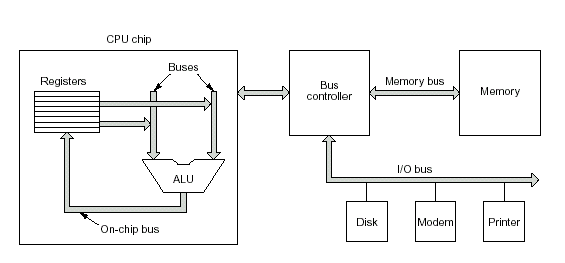 CPU chip
Registers
Buses
ALU
On-chip bus
Bus
controller
Memory bus
Memory
I/O bus
Disk
Modem
Printer